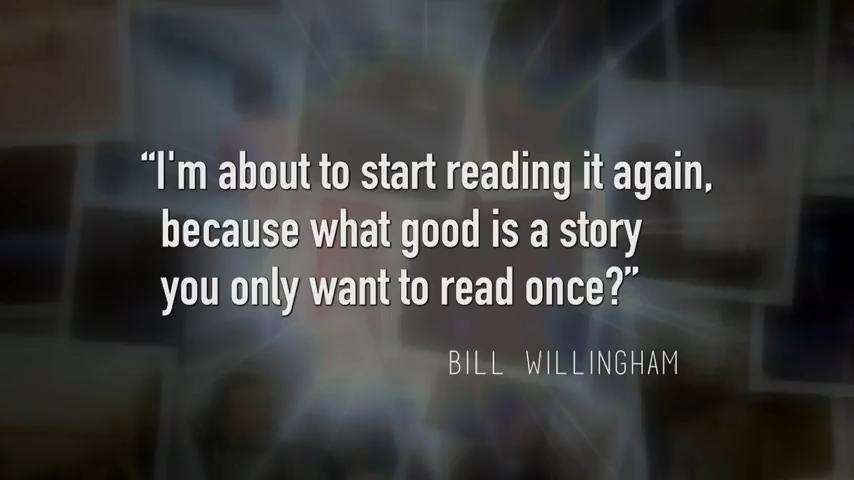 “I'm about to start reading it again,
because what good is a story
you only want to read once?”
BILL WILLINGHAM